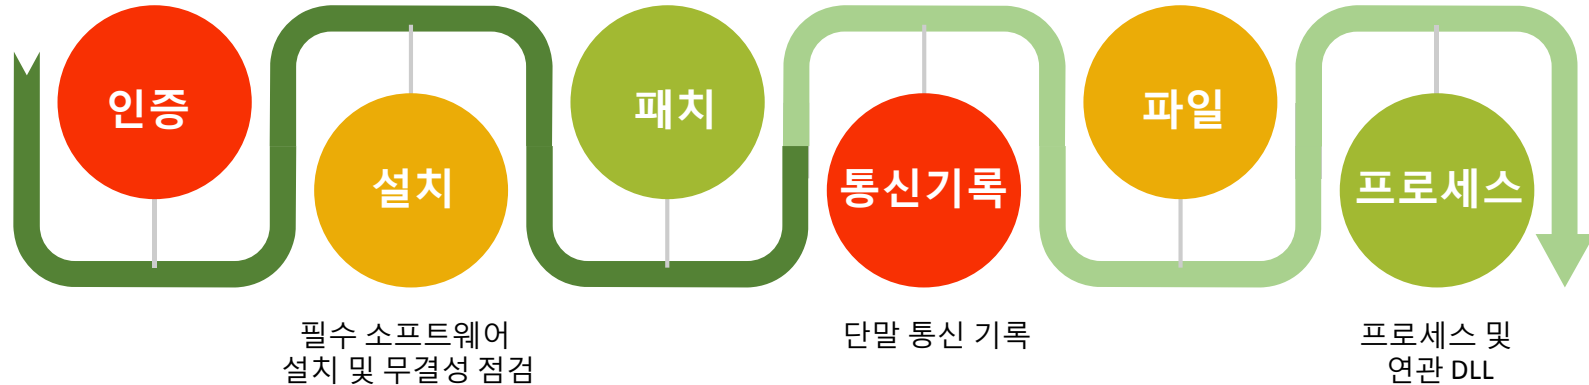 인증
설치
패치
통신기록
파일
프로세스
필수 소프트웨어
설치 및 무결성 점검
단말 통신 기록
프로세스 및
연관 DLL